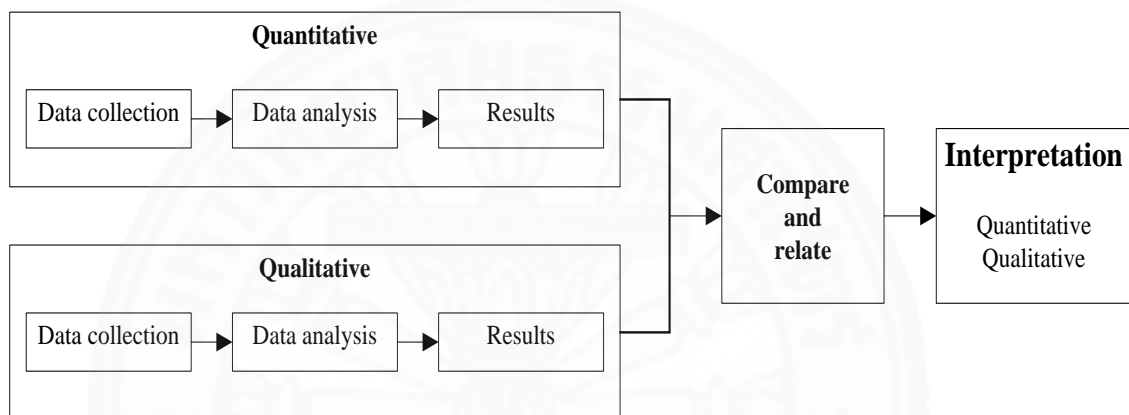 Quantitative
Data collection
Data analysis
Results
Qualitative
Data collection
Data analysis
Results
Compare
and
relate
Interpretation
Quantitative
Qualitative